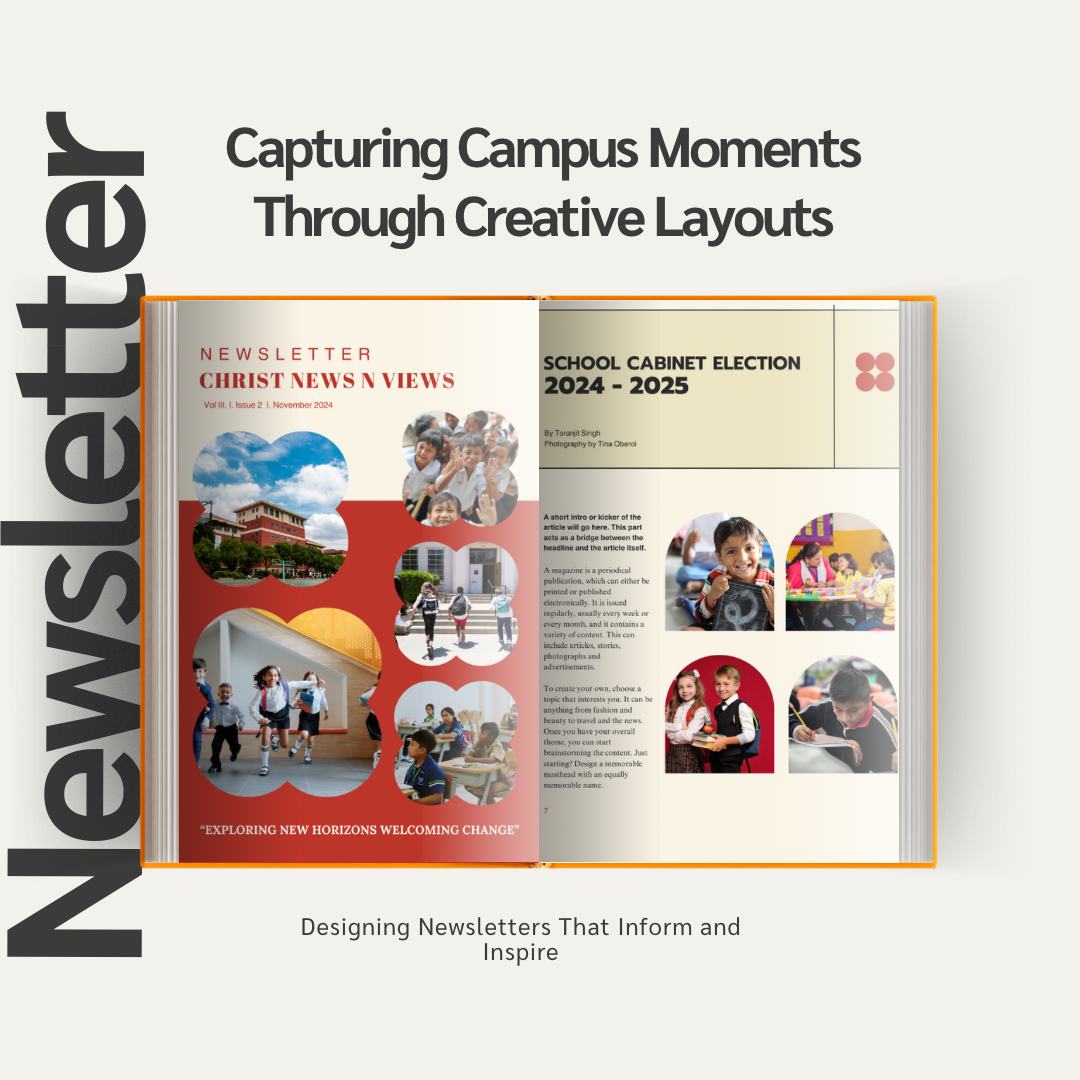 Newsletter
Capturing Campus Moments
Through Creative Layouts
NEWSLETTER
CHRIST NEWS N VIEWS
Vol III. I. Issue 2 I. November 2024
"EXPLORING NEW HORIZONS WELCOMING CHANGE"
SCHOOL CABINET ELECTION
2024 - 2025
By Taranjit Singh
Photography by Tina Oberoi
A short intro or kicker of the
article will go here. This part
acts as a bridge between the
headline and the article itself.
A magazine is a periodical
publication, which can either be
printed or published
electronically. It is issued
regularly, usually every week or
every month, and it contains a
variety of content. This can
include articles, stories,
photographs and
advertisements.
To create your own, choose a
topic that interests you. It can be
anything from fashion and
beauty to travel and the news.
Once you have your overall
theme, you can start
brainstorming the content. Just
starting? Design a memorable
masthead with an equally
memorable name.
7
Designing Newsletters That Inform and
Inspire